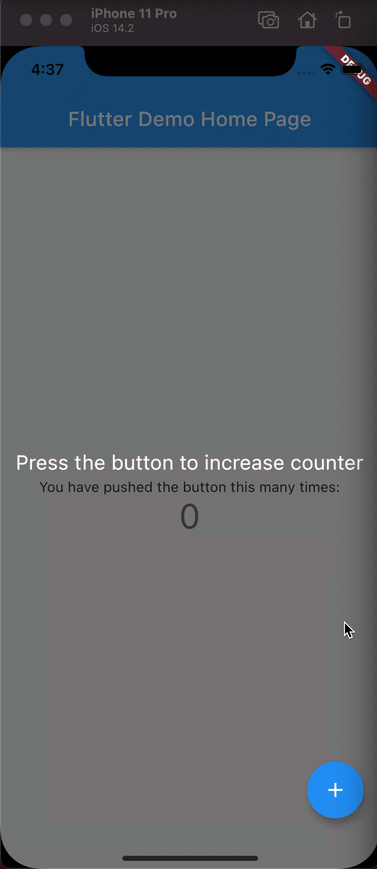 iPhone 11 Pro
iOS 14.2
4:37
DEBUG
Flutter Demo Home Page
Press the button to increase counter
You have pushed the button this many times:
0
+